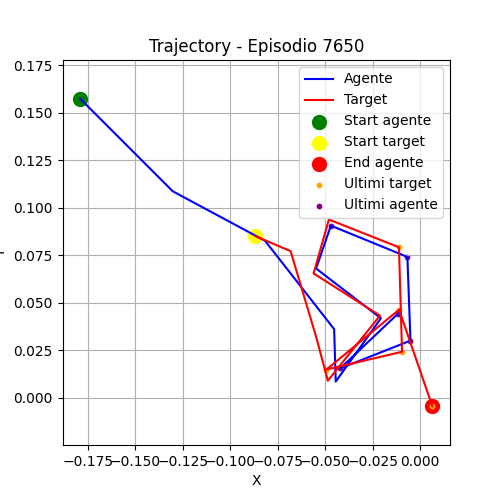 Trajectory - Episodio 7650
Agente
Target
Start agente
Start target
End agente
Ultimi target
Ultimi agente
0.175
0.150
0.125
0.100
0.075
0.050
0.025
0.000
−0.175 −0.150 −0.125 −0.100 −0.075 −0.050 −0.025 0.000
X